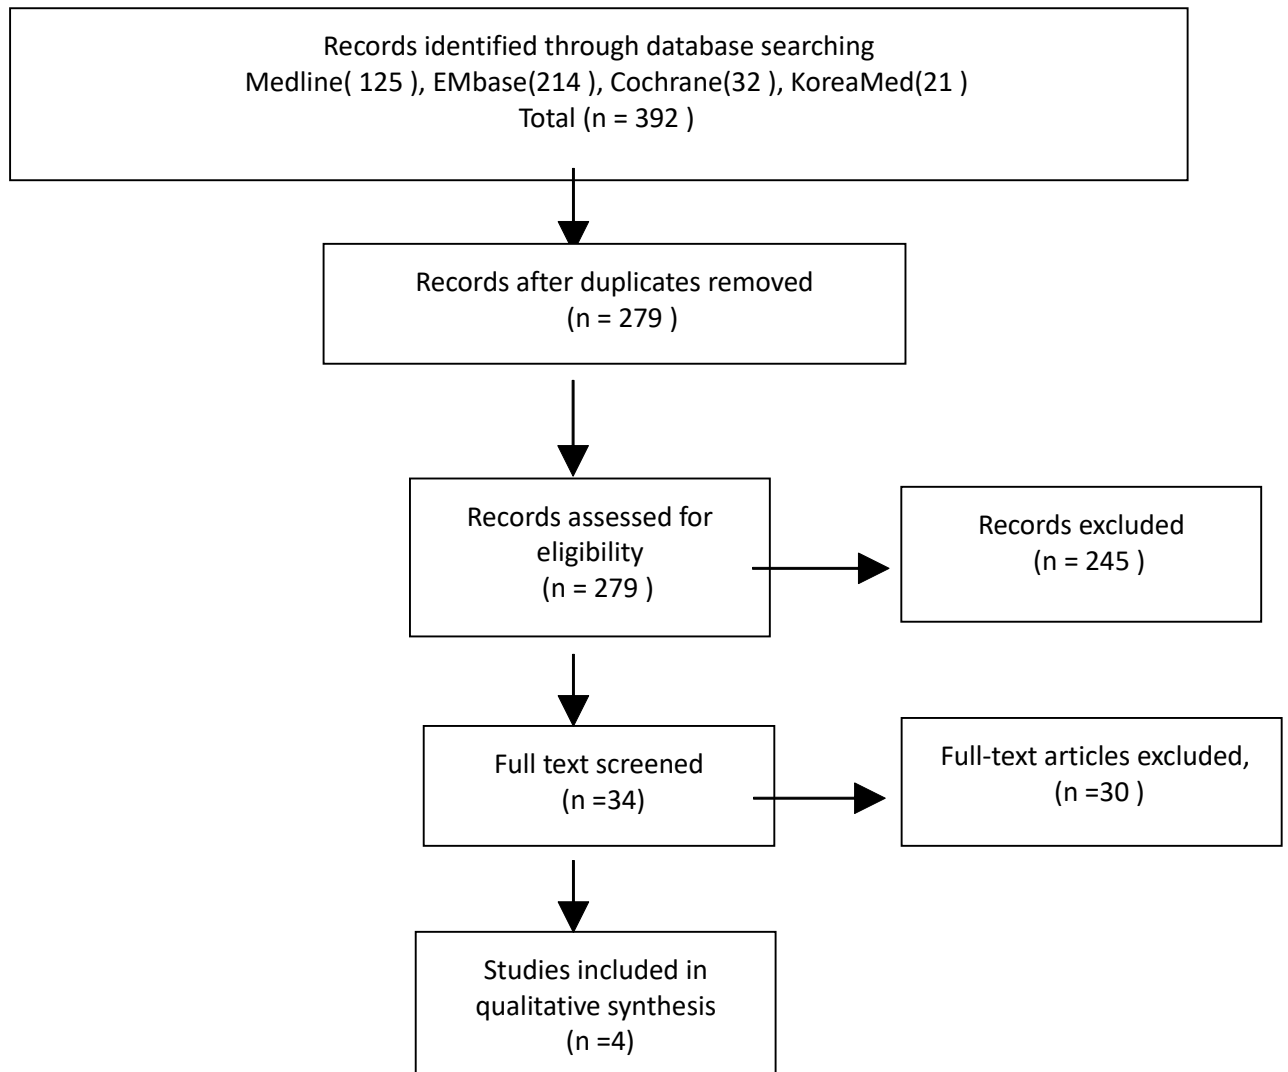 Records identified through database searching
Medline( 125 ), EMbase(214 ), Cochrane(32 ), KoreaMed(21 )
Total (n = 392 )
Records after duplicates removed
(n = 279 )
Records assessed for
eligibility
(n = 279 )
Records excluded
(n = 245 )
Full text screened
(n =34)
Full-text articles excluded,
(n =30 )
Studies included in
qualitative synthesis
(n =4)